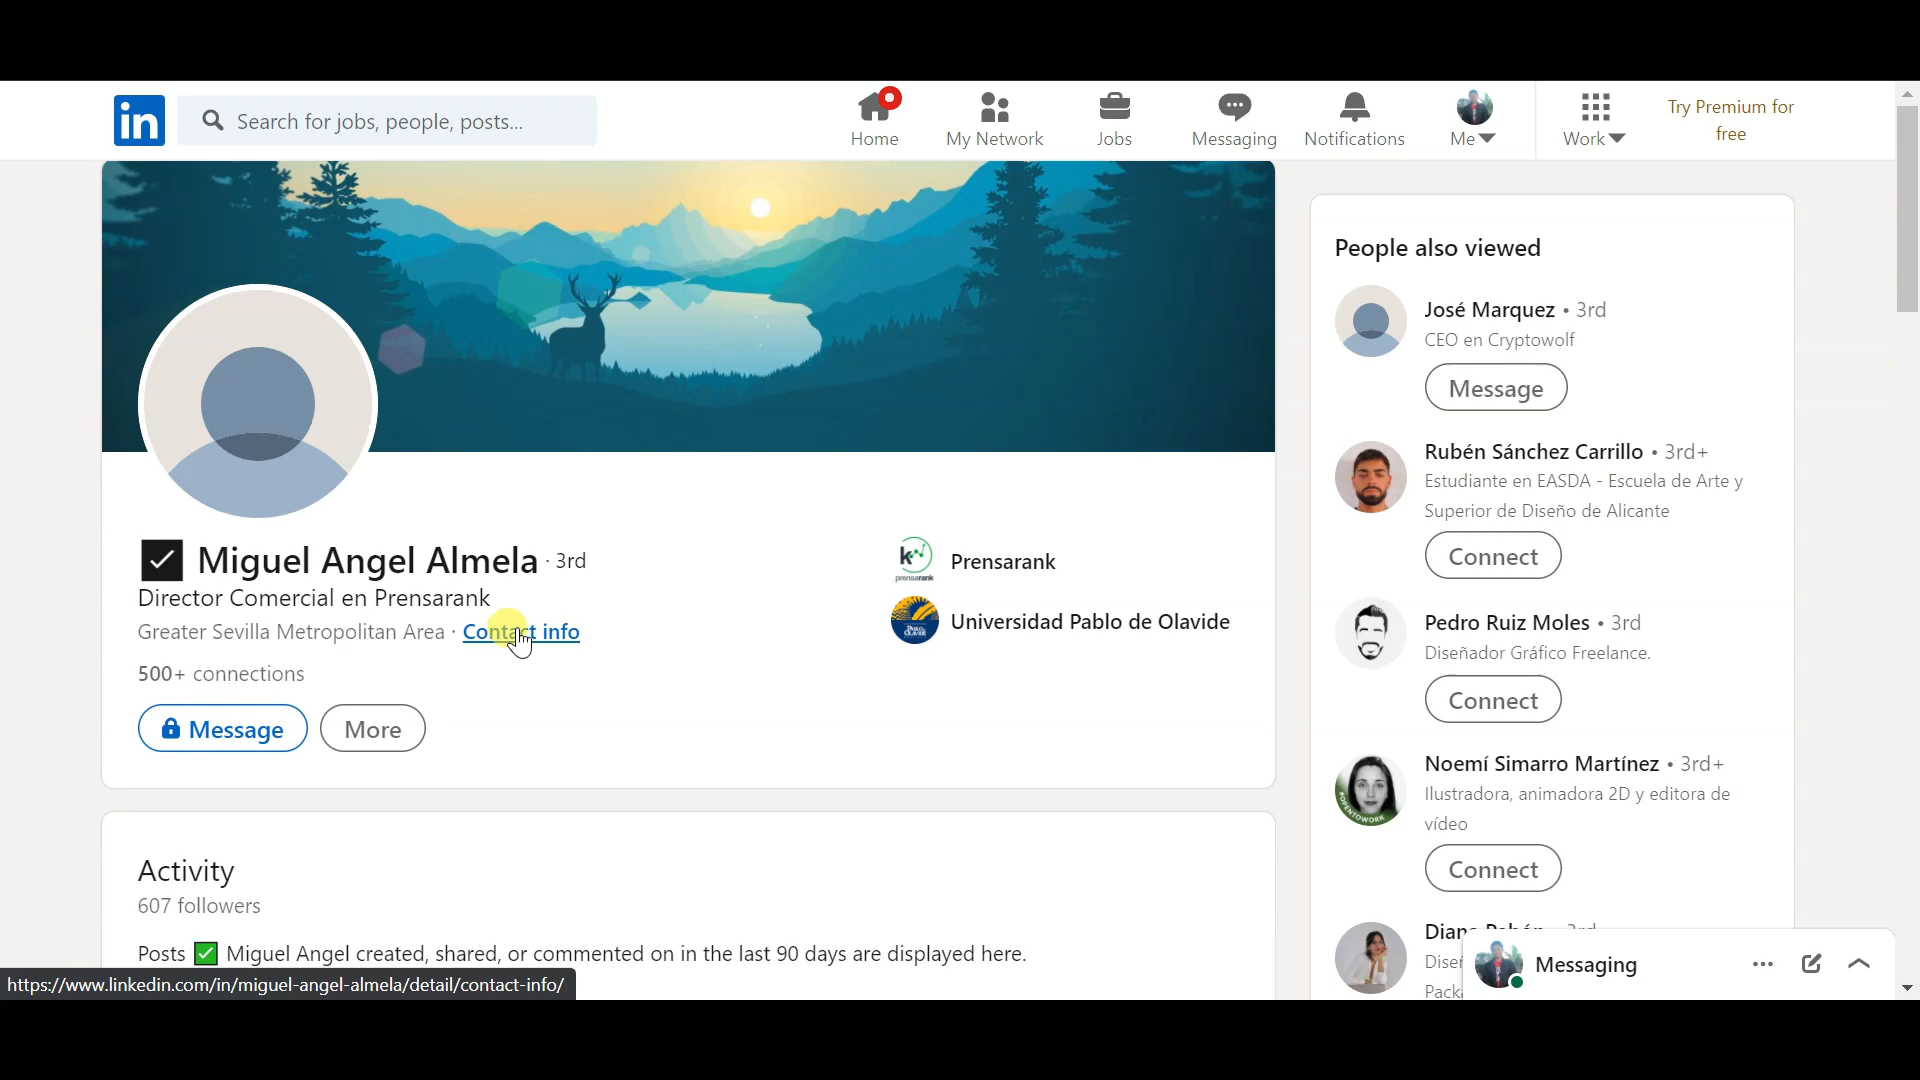 in
Search for jobs, people, posts...
Home
My Network
Jobs
Messaging
Notifications
Me
Work
Try Premium for
free
Miguel Angel Almela · 3rd
Director Comercial en Prensarank
Greater Sevilla Metropolitan Area · Contact info
500+ connections
Message
More
prensarank
Prensarank
Universidad Pablo de Olavide
Activity
607 followers
Posts ✅ Miguel Angel created, shared, or commented on in the last 90 days are displayed here.
https://www.linkedin.com/in/miguel-angel-almela/detail/contact-info/
People also viewed
José Marquez • 3rd
CEO en Cryptowolf
Message
Rubén Sánchez Carrillo • 3rd+
Estudiante en EASDA - Escuela de Arte y
Superior de Diseño de Alicante
Connect
Pedro Ruiz Moles • 3rd
Diseñador Gráfico Freelance.
Connect
Noemí Simarro Martínez • 3rd+
Ilustradora, animadora 2D y editora de
vídeo
Connect
#OPENTOWORK
Messaging